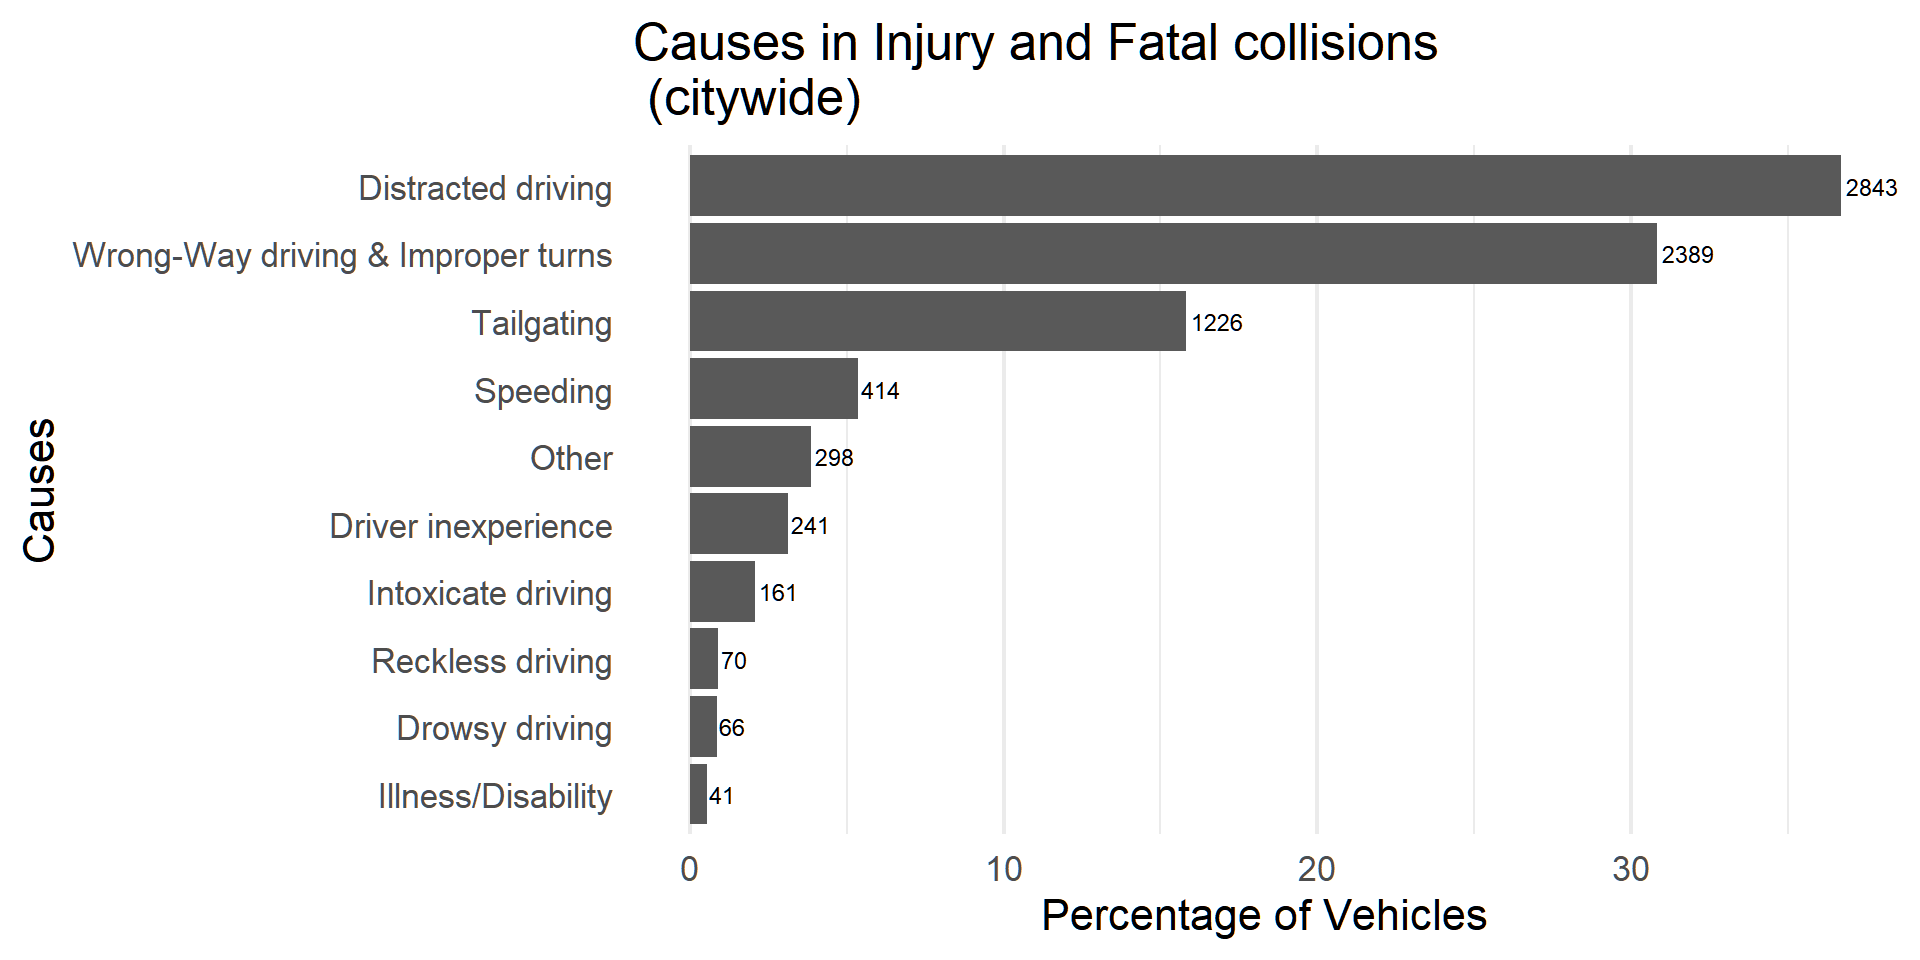 Causes in Injury and Fatal collisions
(citywide)
Causes
Distracted driving 2843
Wrong-Way driving & Improper turns 2389
Tailgating 1226
Speeding 414
Other 298
Driver inexperience 241
Intoxicate driving 161
Reckless driving 70
Drowsy driving 66
Illness/Disability 41
0 10 20 30
Percentage of Vehicles